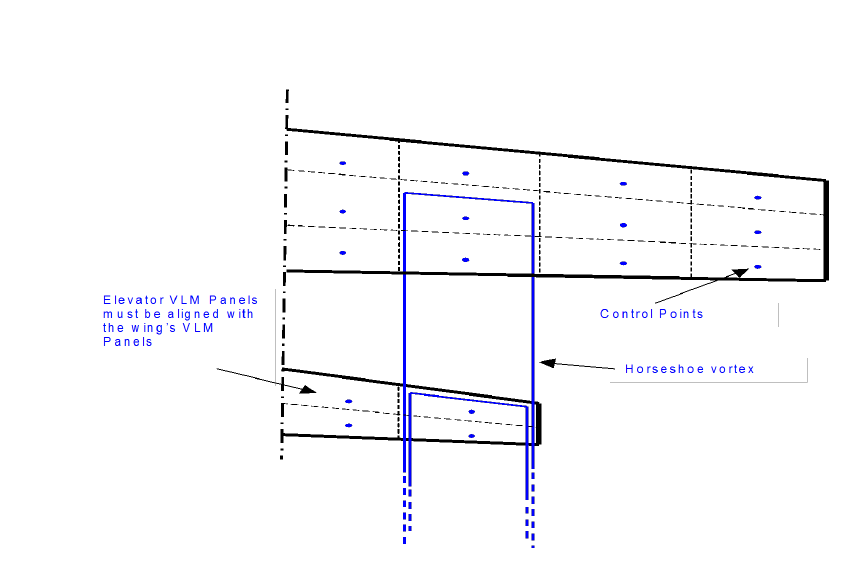 Elevator VLM Panels
must be aligned with
the wing's VLM
Panels
Control Points
Horseshoe vortex